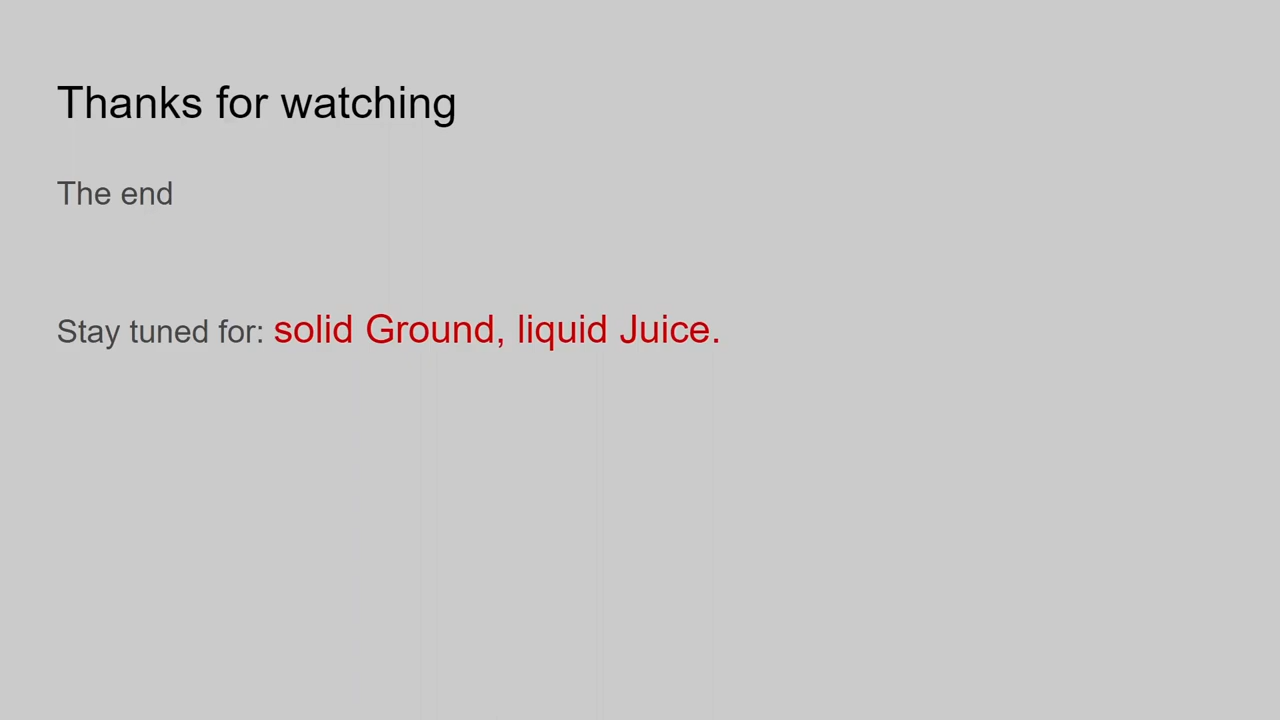 Thanks for watching
The end
Stay tuned for: solid Ground, liquid Juice.